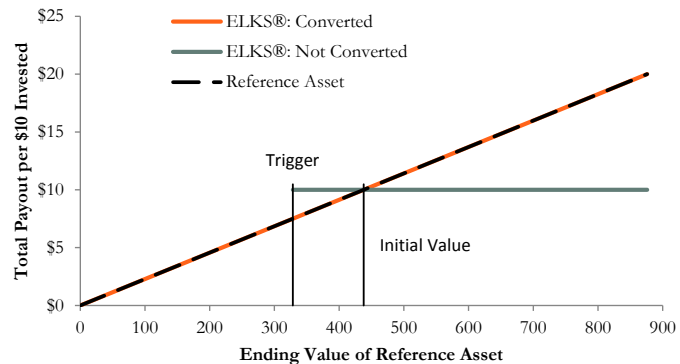 $25
$20
$15
$10
$5
$0
Total Payout per $10 Invested
ELKS®: Converted
ELKS®: Not Converted
Reference Asset
Trigger
Initial Value
0 100 200 300 400 500 600 700 800 900
Ending Value of Reference Asset